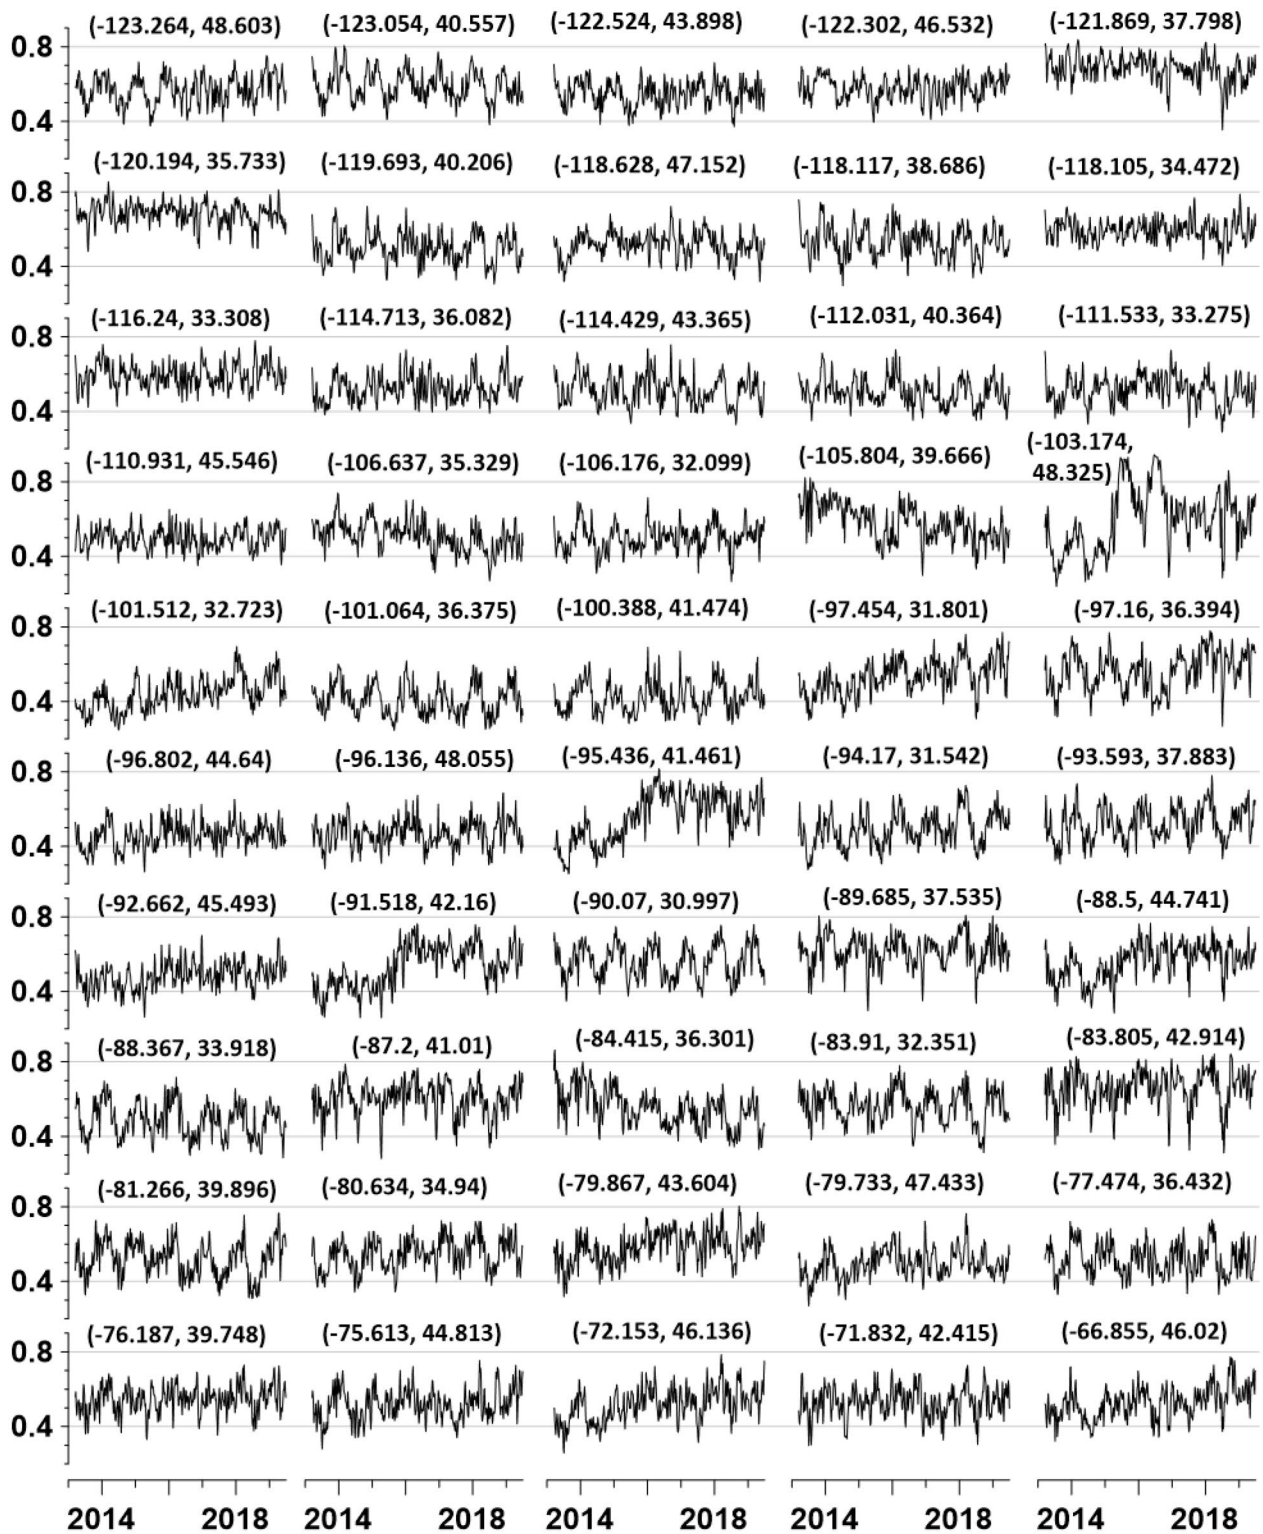 (-123.264, 48.603) (-123.054, 40.557) (-122.524, 43.898) (-122.302, 46.532) (-121.869, 37.798)
0.8
0.4
(-120.194, 35.733) (-119.693, 40.206) (-118.628, 47.152) (-118.117, 38.686) (-118.105, 34.472)
0.8
0.4
(-116.24, 33.308) (-114.713, 36.082) (-114.429, 43.365) (-112.031, 40.364) (-111.533, 33.275)
0.8
0.4
(-110.931, 45.546) (-106.637, 35.329) (-106.176, 32.099) (-105.804, 39.666) (-103.174,
48.325)
0.8
0.4
(-101.512, 32.723) (-101.064, 36.375) (-100.388, 41.474) (-97.454, 31.801) (-97.16, 36.394)
0.8
0.4
(-96.802, 44.64) (-96.136, 48.055) (-95.436, 41.461) (-94.17, 31.542) (-93.593, 37.883)
0.8
0.4
(-92.662, 45.493) (-91.518, 42.16) (-90.07, 30.997) (-89.685, 37.535) (-88.5, 44.741)
0.8
0.4
(-88.367, 33.918) (-87.2, 41.01) (-84.415, 36.301) (-83.91, 32.351) (-83.805, 42.914)
0.8
0.4
(-81.266, 39.896) (-80.634, 34.94) (-79.867, 43.604) (-79.733, 47.433) (-77.474, 36.432)
0.8
0.4
(-76.187, 39.748) (-75.613, 44.813) (-72.153, 46.136) (-71.832, 42.415) (-66.855, 46.02)
0.8
0.4
2014 2018 2014 2018 2014 2018 2014 2018 2014 2018